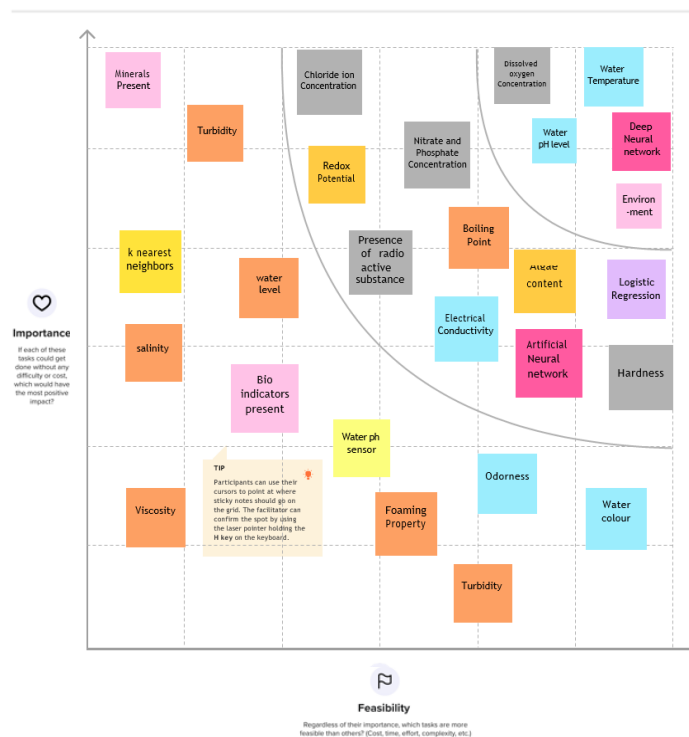 Minerals
Present
Turbidity
Chloride ion
Concentration
Dissolved
oxygen
Concentration
Water
Temperature
Redox
Potential
Nitrate and
Phosphate
Concentration
Water
pH level
Deep
Neural
network
Environ
-ment
k nearest
neighbors
water
level
Presence
of radio
active
substance
Boiling
Point
Algae
content
Logistic
Regression
salinity
Bio
indicators
present
Electrical
Conductivity
Artificial
Neural
network
Hardness
Importance
If each of these
tasks could get
done without any
difficulty or cost,
which would have
the most positive
impact?
Water ph
sensor
TIP
Participants can use their
cursors to point at where
sticky notes should go on
the grid. The facilitator can
confirm the spot by using
the laser pointer holding the
H key on the keyboard.
Viscosity
Foaming
Property
Odorness
Water
colour
Turbidity
Feasibility
Regardless of their importance, which tasks are more
feasible than others? (Cost, time, effort, complexity, etc.)